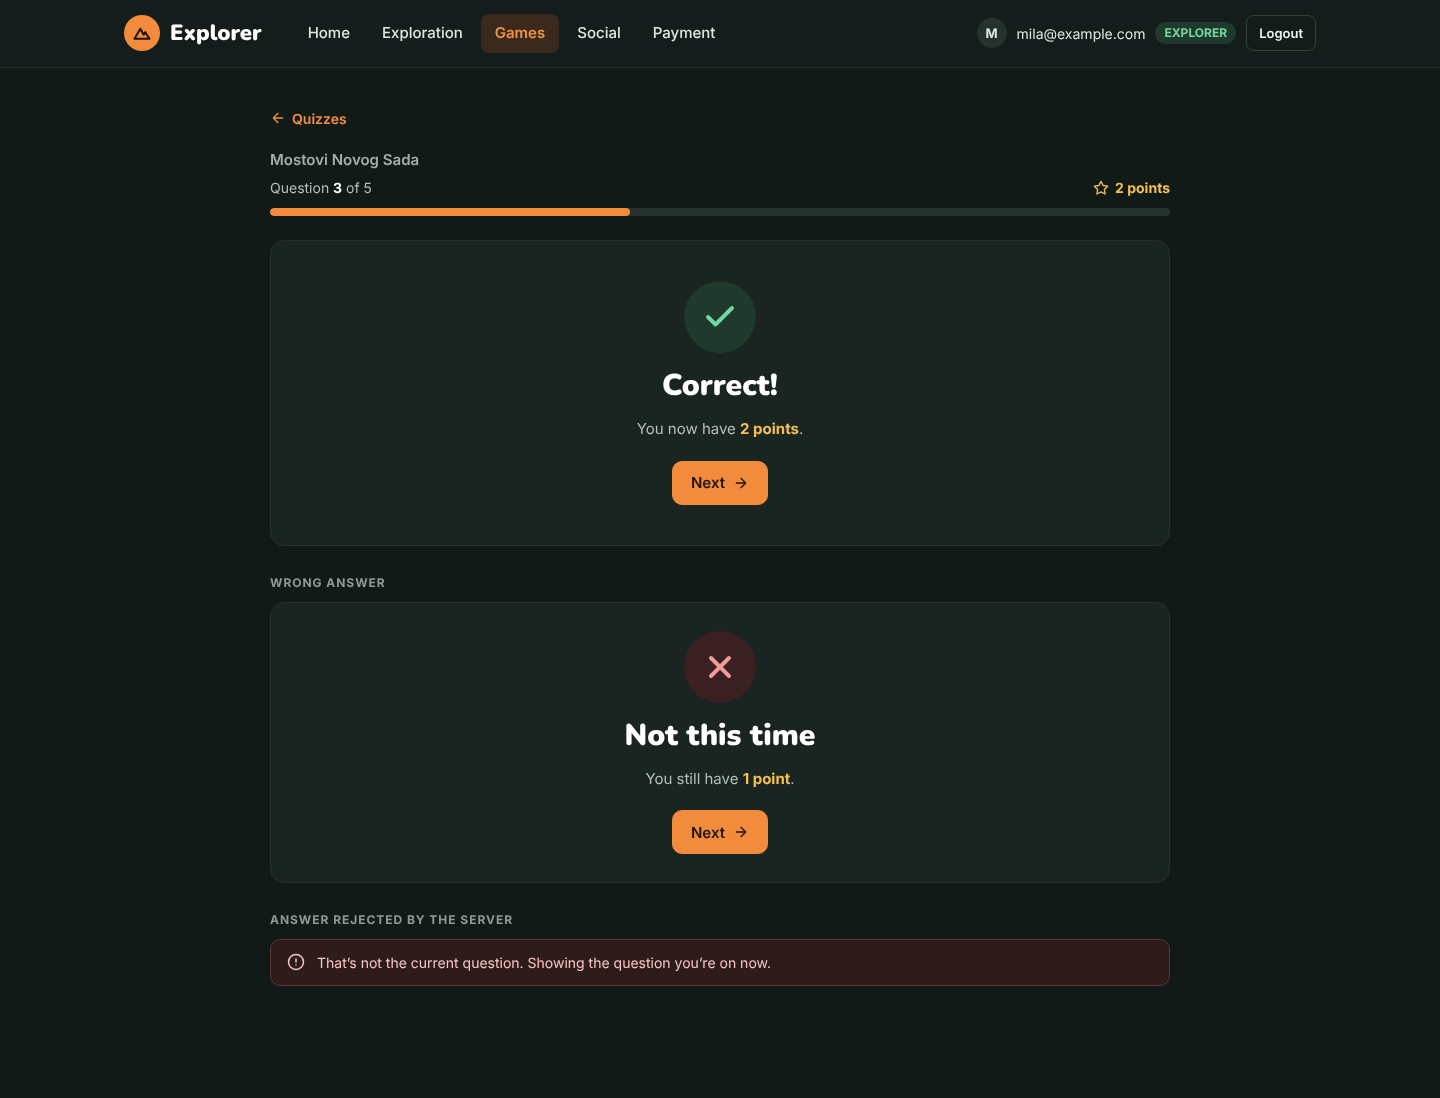 Explorer
Home Exploration Games Social Payment
M mila@example.com EXPLORER Logout
← Quizzes
Mostovi Novog Sada
Question 3 of 5
2 points
Correct!
You now have 2 points.
Next →
WRONG ANSWER
Not this time
You still have 1 point.
Next →
ANSWER REJECTED BY THE SERVER
That’s not the current question. Showing the question you’re on now.